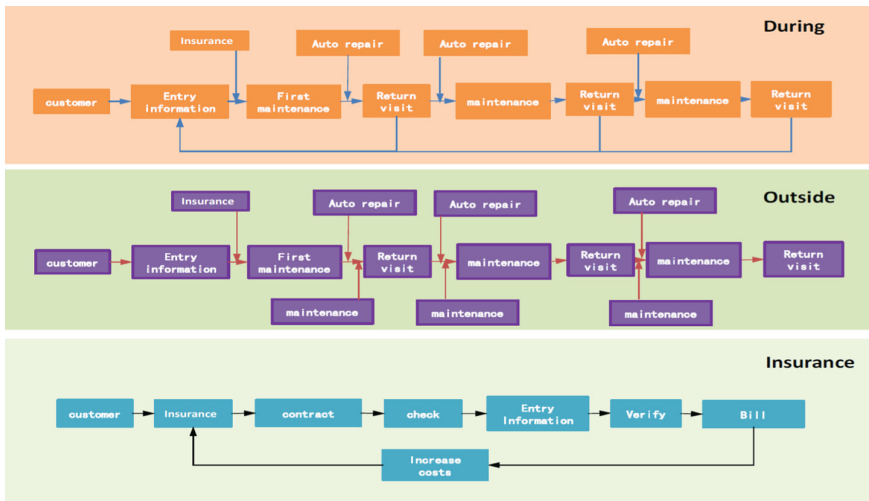 During
Insurance
Auto repair
Auto repair
Auto repair
customer
Entry
information
First
maintenance
Return
visit
maintenance
Return
visit
maintenance
Return
visit
Outside
Insurance
Auto repair
Auto repair
Auto repair
customer
Entry
information
First
maintenance
Return
visit
maintenance
Return
visit
maintenance
Return
visit
maintenance
maintenance
maintenance
Insurance
customer
Insurance
contract
check
Entry
Information
Verify
Bill
Increase
costs